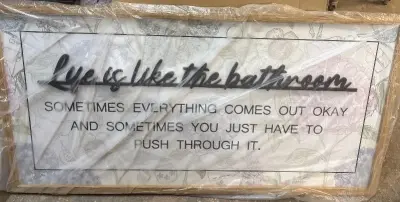 Life is like the bathroom
SOMETIMES EVERYTHING COMES OUT OKAY
AND SOMETIMES YOU JUST HAVE TO
PUSH THROUGH IT.